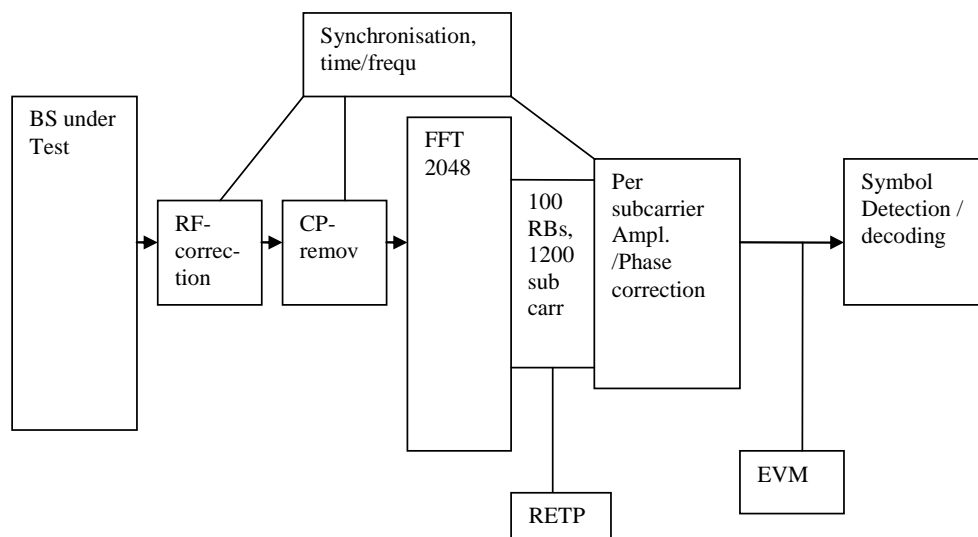 Synchronisation,
time/frequ
BS under
Test
FFT
2048
RF-
correc-
tion
CP-
remov
100
RBs,
1200
sub
carr
Per
subcarrier
Ampl.
/Phase
correction
Symbol
Detection /
decoding
RETP
EVM